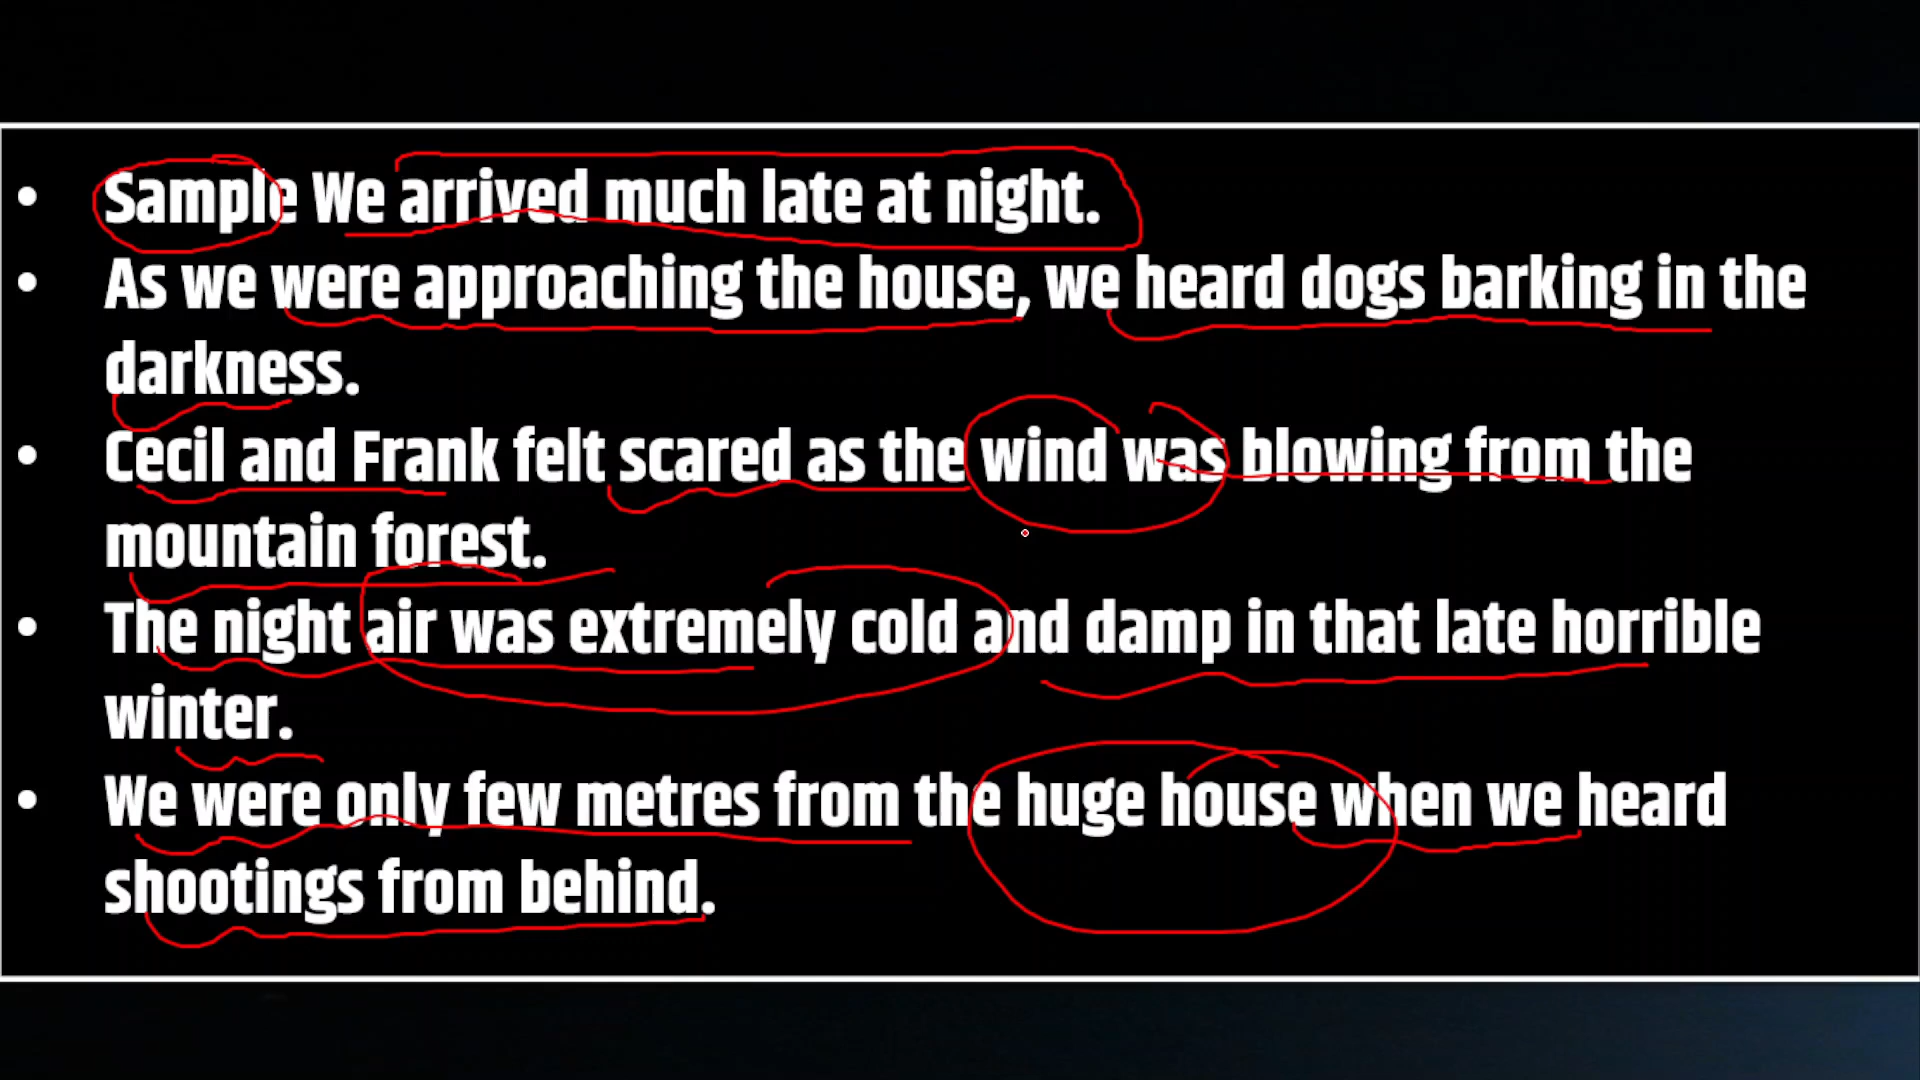 • Sample We arrived much late at night.
• As we were approaching the house, we heard dogs barking in the
darkness.
• Cecil and Frank felt scared as the wind was blowing from the
mountain forest.
• The night air was extremely cold and damp in that late horrible
winter.
• We were only few metres from the huge house when we heard
shootings from behind.